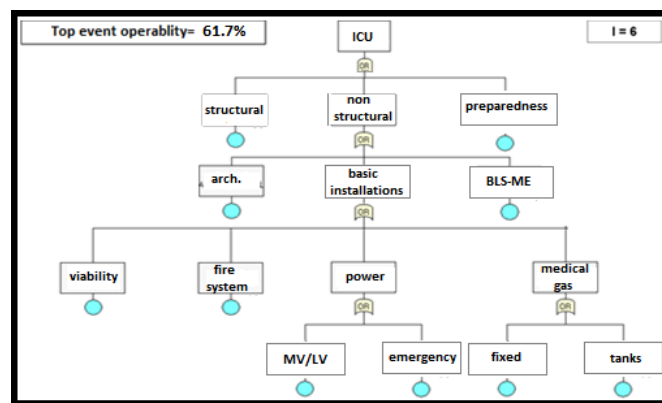 Top event operablity= 61.7%
ICU
I = 6
OR
structural
non
structural
preparedness
OR
arch.
basic
installations
BLS-ME
OR
viability
fire
system
power
medical
gas
OR
OR
MV/LV
emergency
fixed
tanks